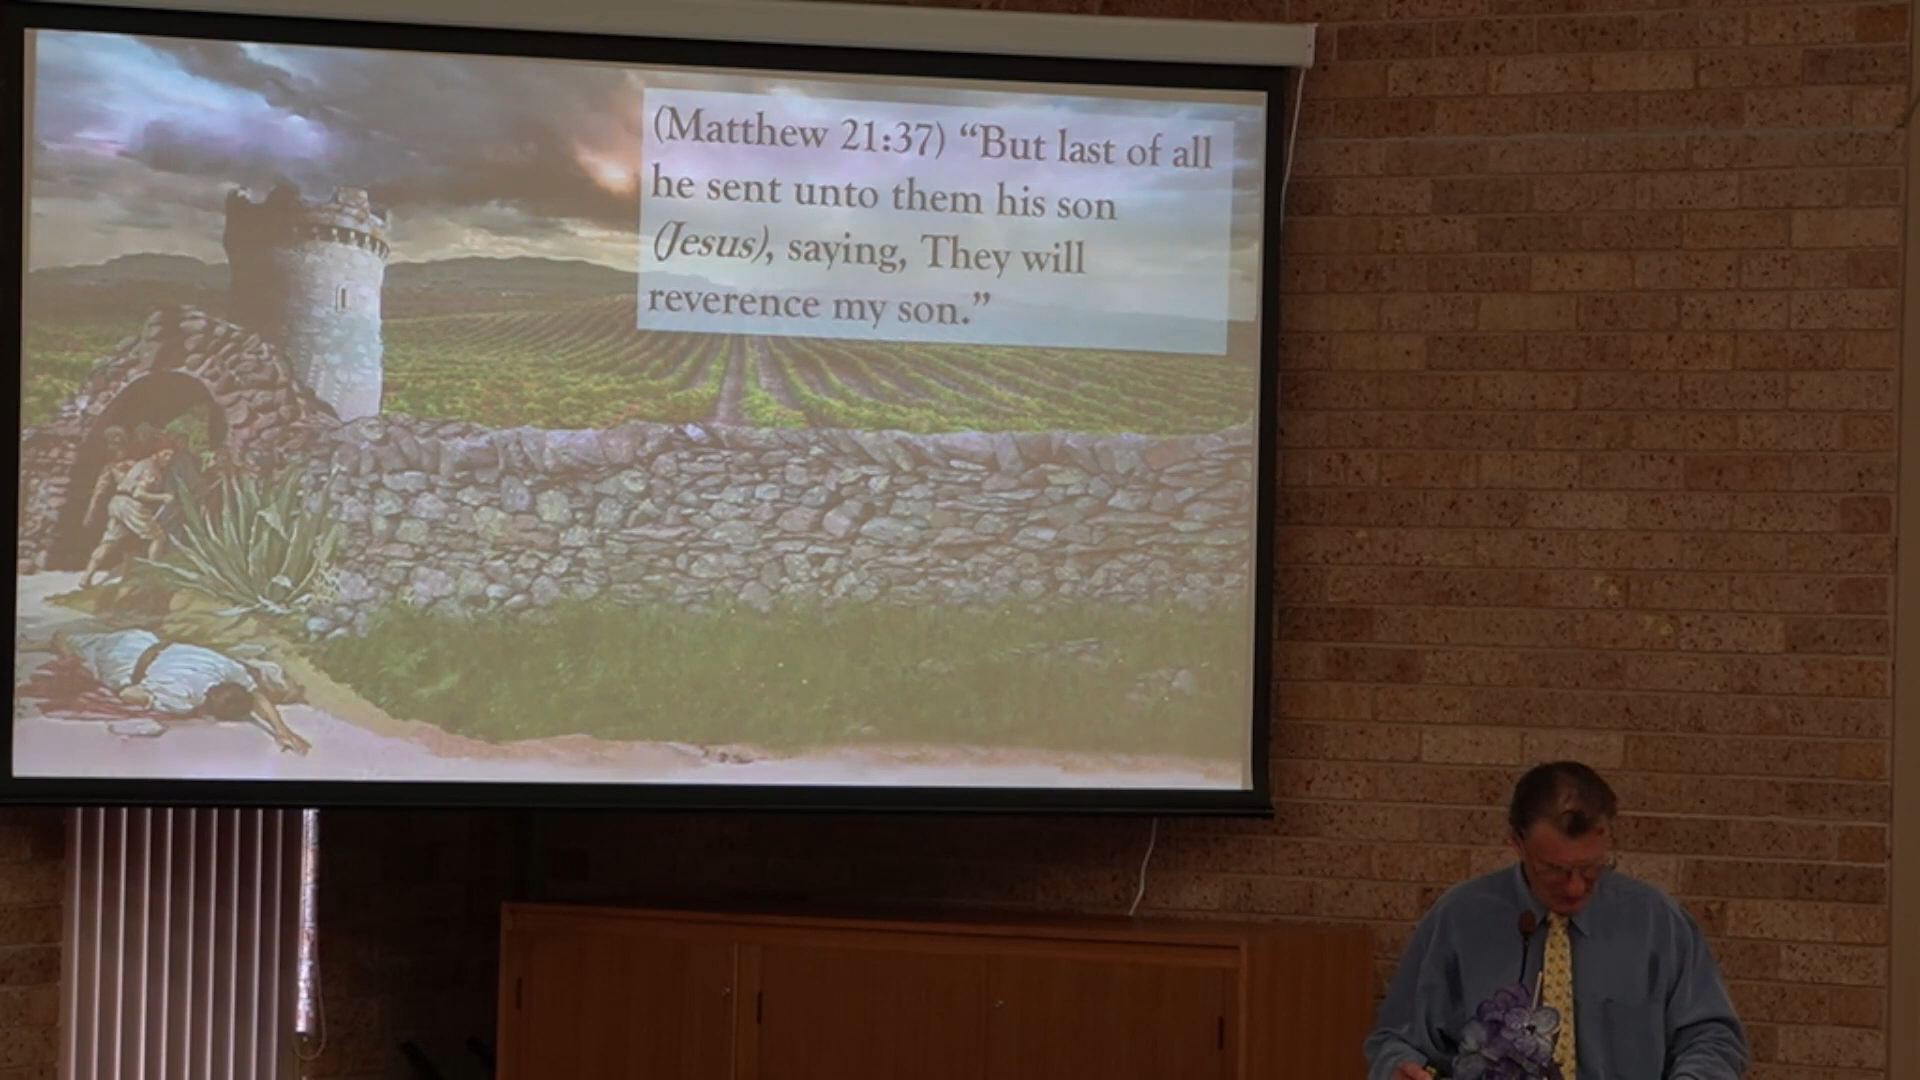 (Matthew 21:37) “But last of all
he sent unto them his son
(Jesus), saying, They will
reverence my son.”